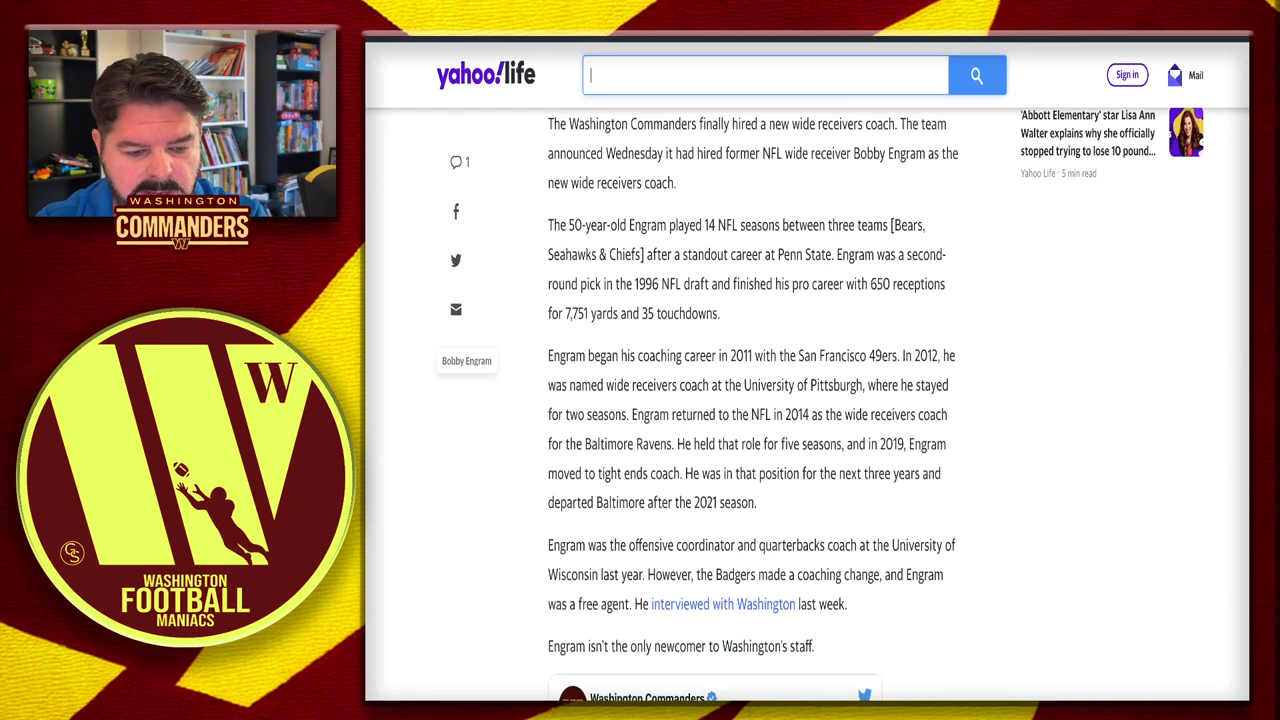 yahoo!life
Sign in
Mail
The Washington Commanders finally hired a new wide receivers coach. The team
announced Wednesday it had hired former NFL wide receiver Bobby Engram as the
new wide receivers coach.
The 50-year-old Engram played 14 NFL seasons between three teams [Bears,
Seahawks & Chiefs] after a standout career at Penn State. Engram was a second-
round pick in the 1996 NFL draft and finished his pro career with 650 receptions
for 7,751 yards and 35 touchdowns.
Engram began his coaching career in 2011 with the San Francisco 49ers. In 2012, he
was named wide receivers coach at the University of Pittsburgh, where he stayed
for two seasons. Engram returned to the NFL in 2014 as the wide receivers coach
for the Baltimore Ravens. He held that role for five seasons, and in 2019, Engram
moved to tight ends coach. He was in that position for the next three years and
departed Baltimore after the 2021 season.
Engram was the offensive coordinator and quarterbacks coach at the University of
Wisconsin last year. However, the Badgers made a coaching change, and Engram
was a free agent. He interviewed with Washington last week.
Engram isn't the only newcomer to Washington's staff.
Washington Commanders
1
Bobby Engram
'Abbott Elementary' star Lisa Ann
Walter explains why she officially
stopped trying to lose 10 pound...
Yahoo Life · 5 min read
WASHINGTON
COMMANDERS
W
W
GS
WASHINGTON
FOOTBALL
MANIACS